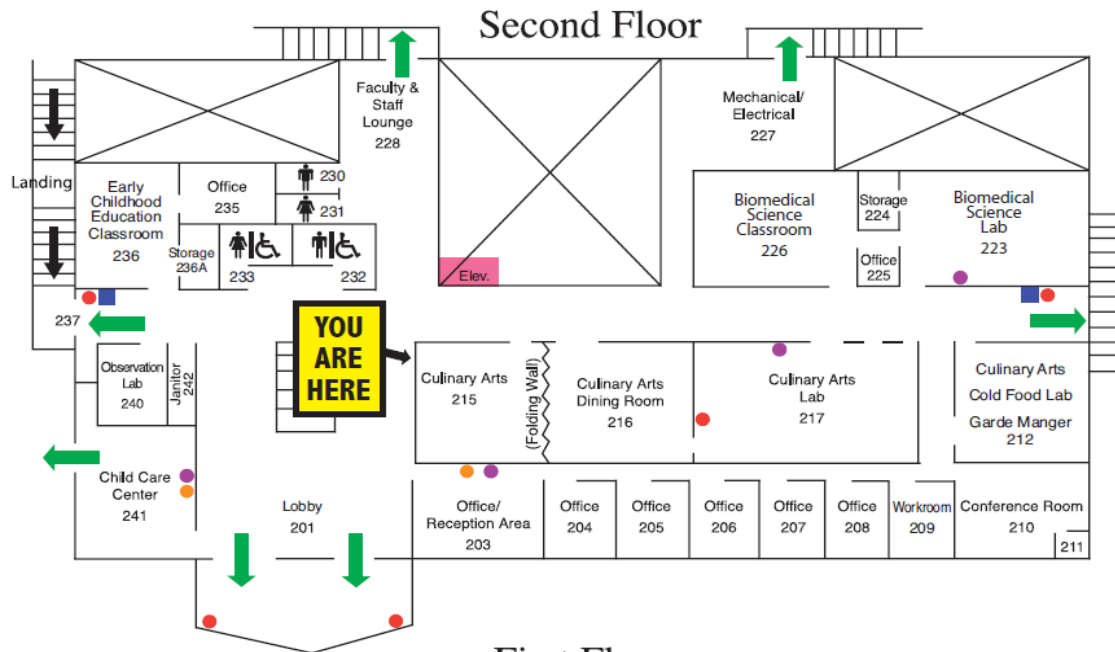 Second Floor
Faculty &
Staff
Lounge
228
Mechanical/
Electrical
227
Landing
Early
Childhood
Education
Classroom
236
Office
235
230
231
Storage
236A
233
232
Elev.
Biomedical
Science
Classroom
226
Storage
224
Office
225
Biomedical
Science
Lab
223
237
YOU
ARE
HERE
Observation
Lab
240
Janitor
242
Culinary Arts
215
(Folding Wall)
Culinary Arts
Dining Room
216
Culinary Arts
Lab
217
Culinary Arts
Cold Food Lab
Garde Manger
212
Child Care
Center
241
Lobby
201
Office/
Reception Area
203
Office
204
Office
205
Office
206
Office
207
Office
208
Workroom
209
Conference Room
210
211